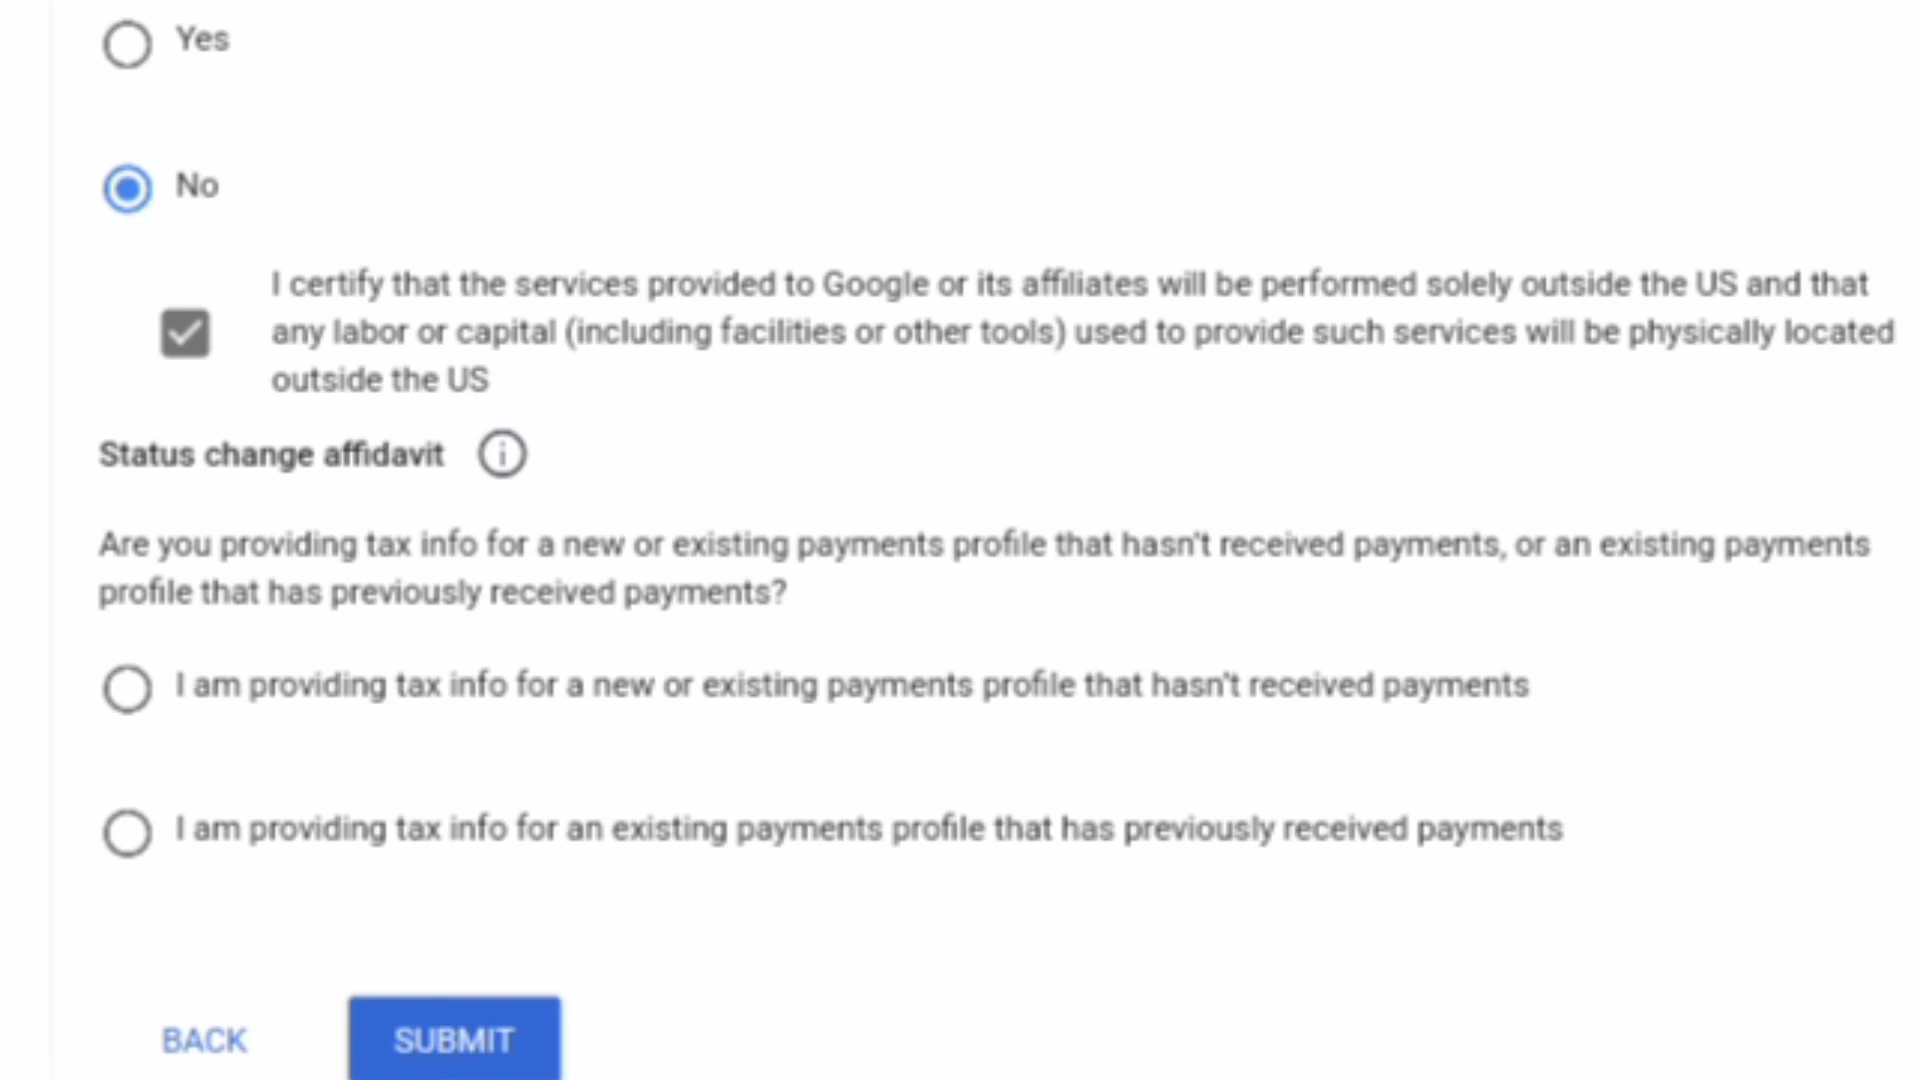 Yes
No
I certify that the services provided to Google or its affiliates will be performed solely outside the US and that
any labor or capital (including facilities or other tools) used to provide such services will be physically located
outside the US
Status change affidavit
Are you providing tax info for a new or existing payments profile that hasn't received payments, or an existing payments
profile that has previously received payments?
I am providing tax info for a new or existing payments profile that hasn't received payments
I am providing tax info for an existing payments profile that has previously received payments
BACK SUBMIT